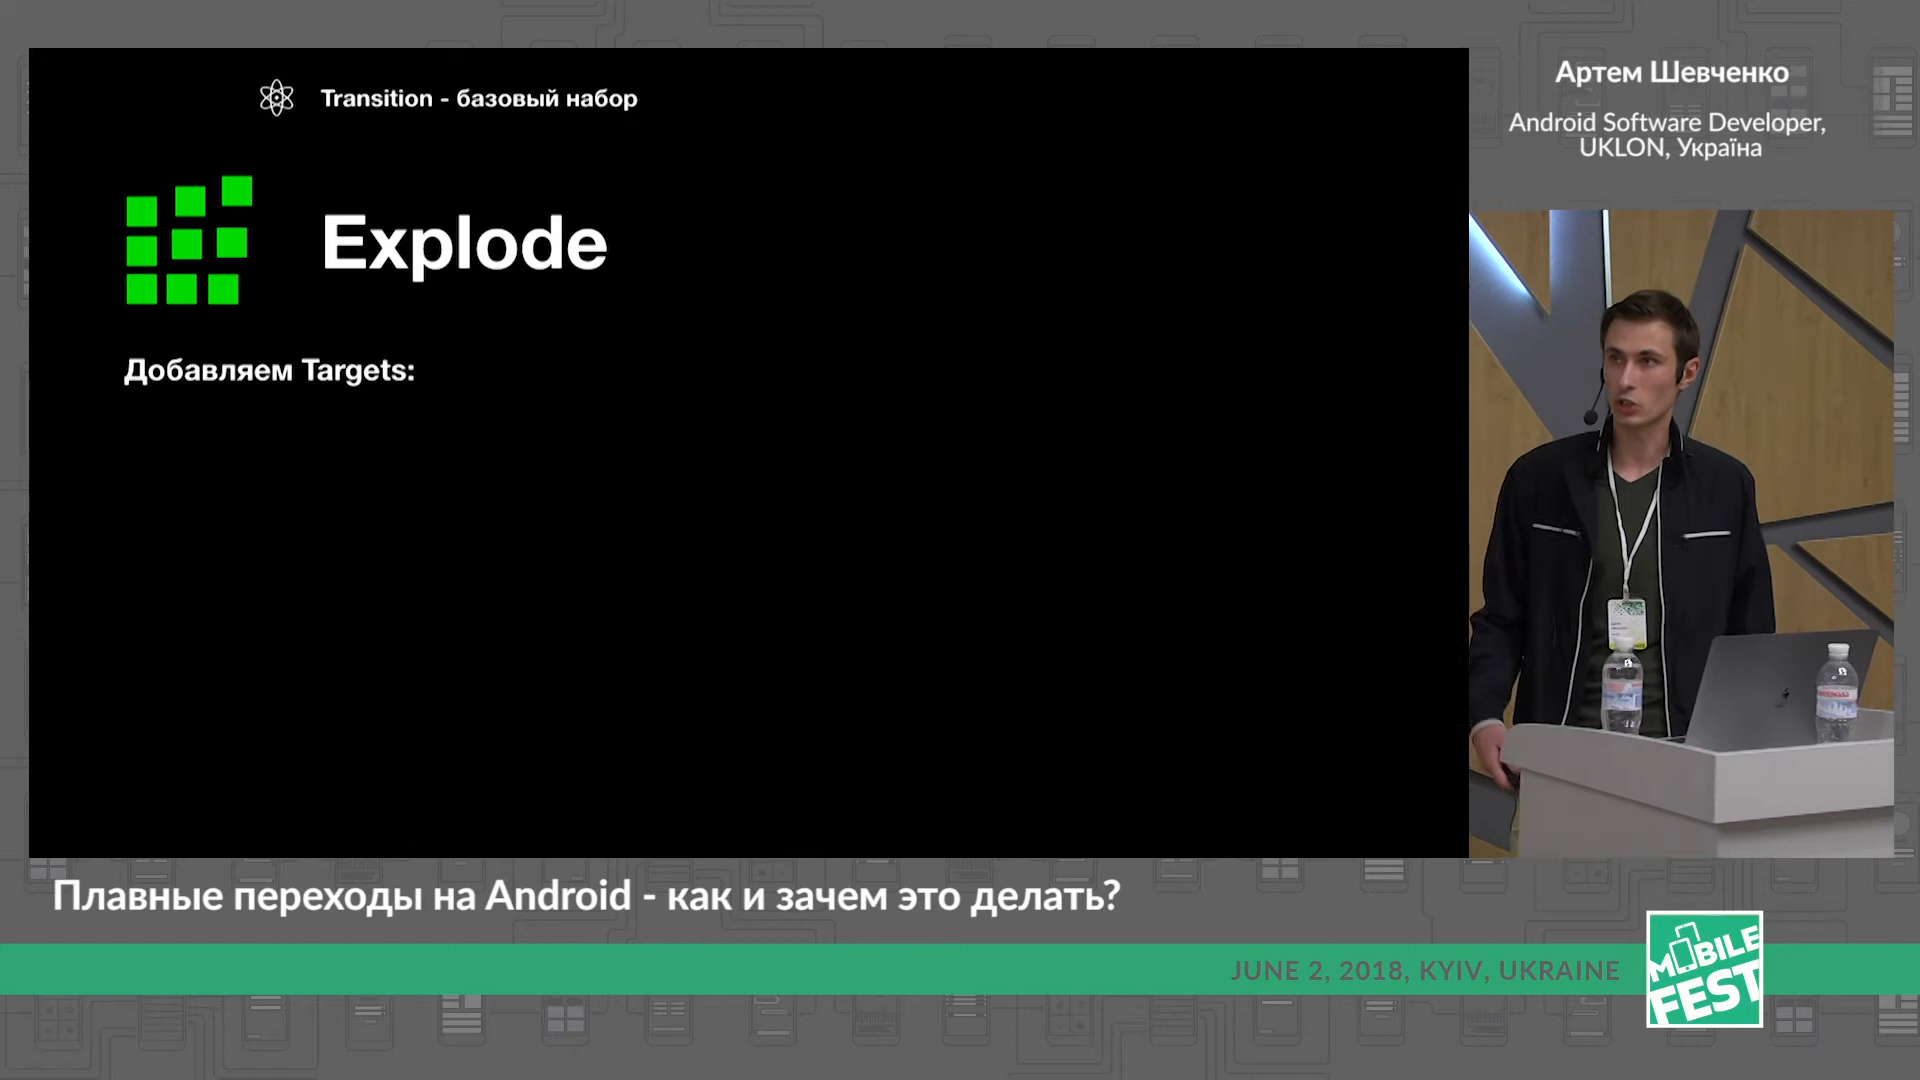 Transition - базовый набор
Explode
Добавляем Targets:
Артем Шевченко
Android Software Developer,
UKLON, Україна
Плавные переходы на Android - как и зачем это делать?
JUNE 2, 2018, KYIV, UKRAINE
MOBILE
FEST